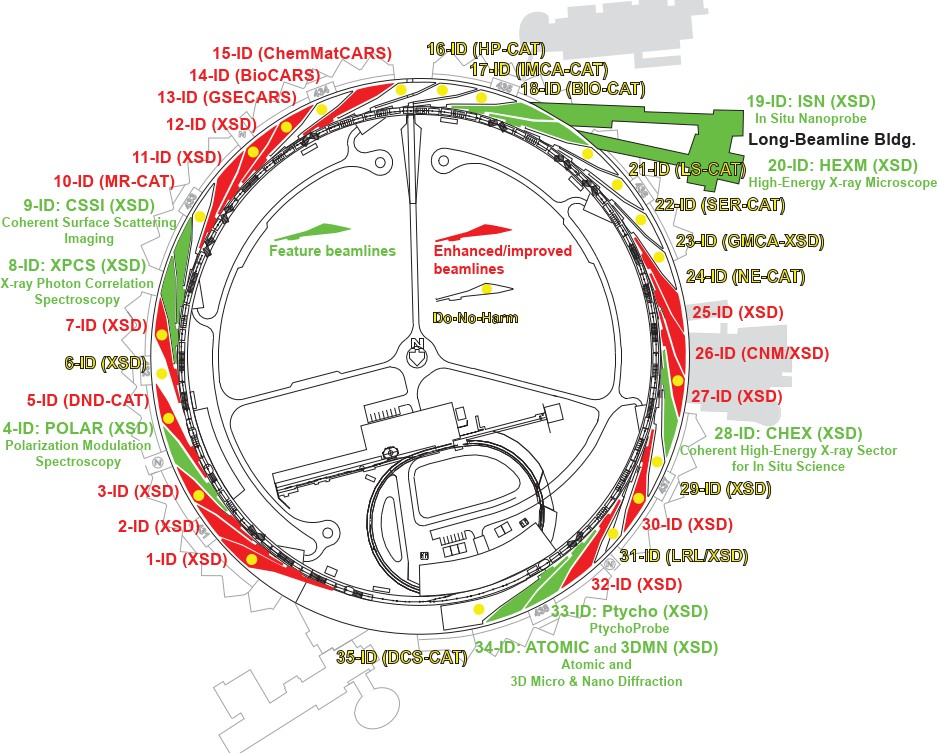 15-ID (ChemMatCARS)
14-ID (BioCARS)
13-ID (GSECARS)
12-ID (XSD)
11-ID (XSD)
10-ID (MR-CAT)
9-ID: CSSI (XSD)
Coherent Surface Scattering
Imaging
8-ID: XPCS (XSD)
X-ray Photon Correlation
Spectroscopy
7-ID (XSD)
6-ID (XSD)
5-ID (DND-CAT)
4-ID: POLAR (XSD)
Polarization Modulation
Spectroscopy
3-ID (XSD)
2-ID (XSD)
1-ID (XSD)
16-ID (HP-CAT)
17-ID (IMCA-CAT)
18-ID (BIO-CAT)
19-ID: ISN (XSD)
In Situ Nanoprobe
Long-Beamline Bldg.
20-ID: HEXM (XSD)
High-Energy X-ray Microscope
21-ID (LS-CAT)
22-ID (SER-CAT)
23-ID (GMCA-XSD)
24-ID (NE-CAT)
25-ID (XSD)
26-ID (CNM/XSD)
27-ID (XSD)
28-ID: CHEX (XSD)
Coherent High-Energy X-ray Sector
for In Situ Science
29-ID (XSD)
30-ID (XSD)
31-ID (LRL/XSD)
32-ID (XSD)
33-ID: Ptycho (XSD)
PtychoProbe
34-ID: ATOMIC and 3DMN (XSD)
Atomic and
3D Micro & Nano Diffraction
35-ID (DCS-CAT)
Feature beamlines
Enhanced/improved
beamlines
Do-No-Harm
N
434
433
431